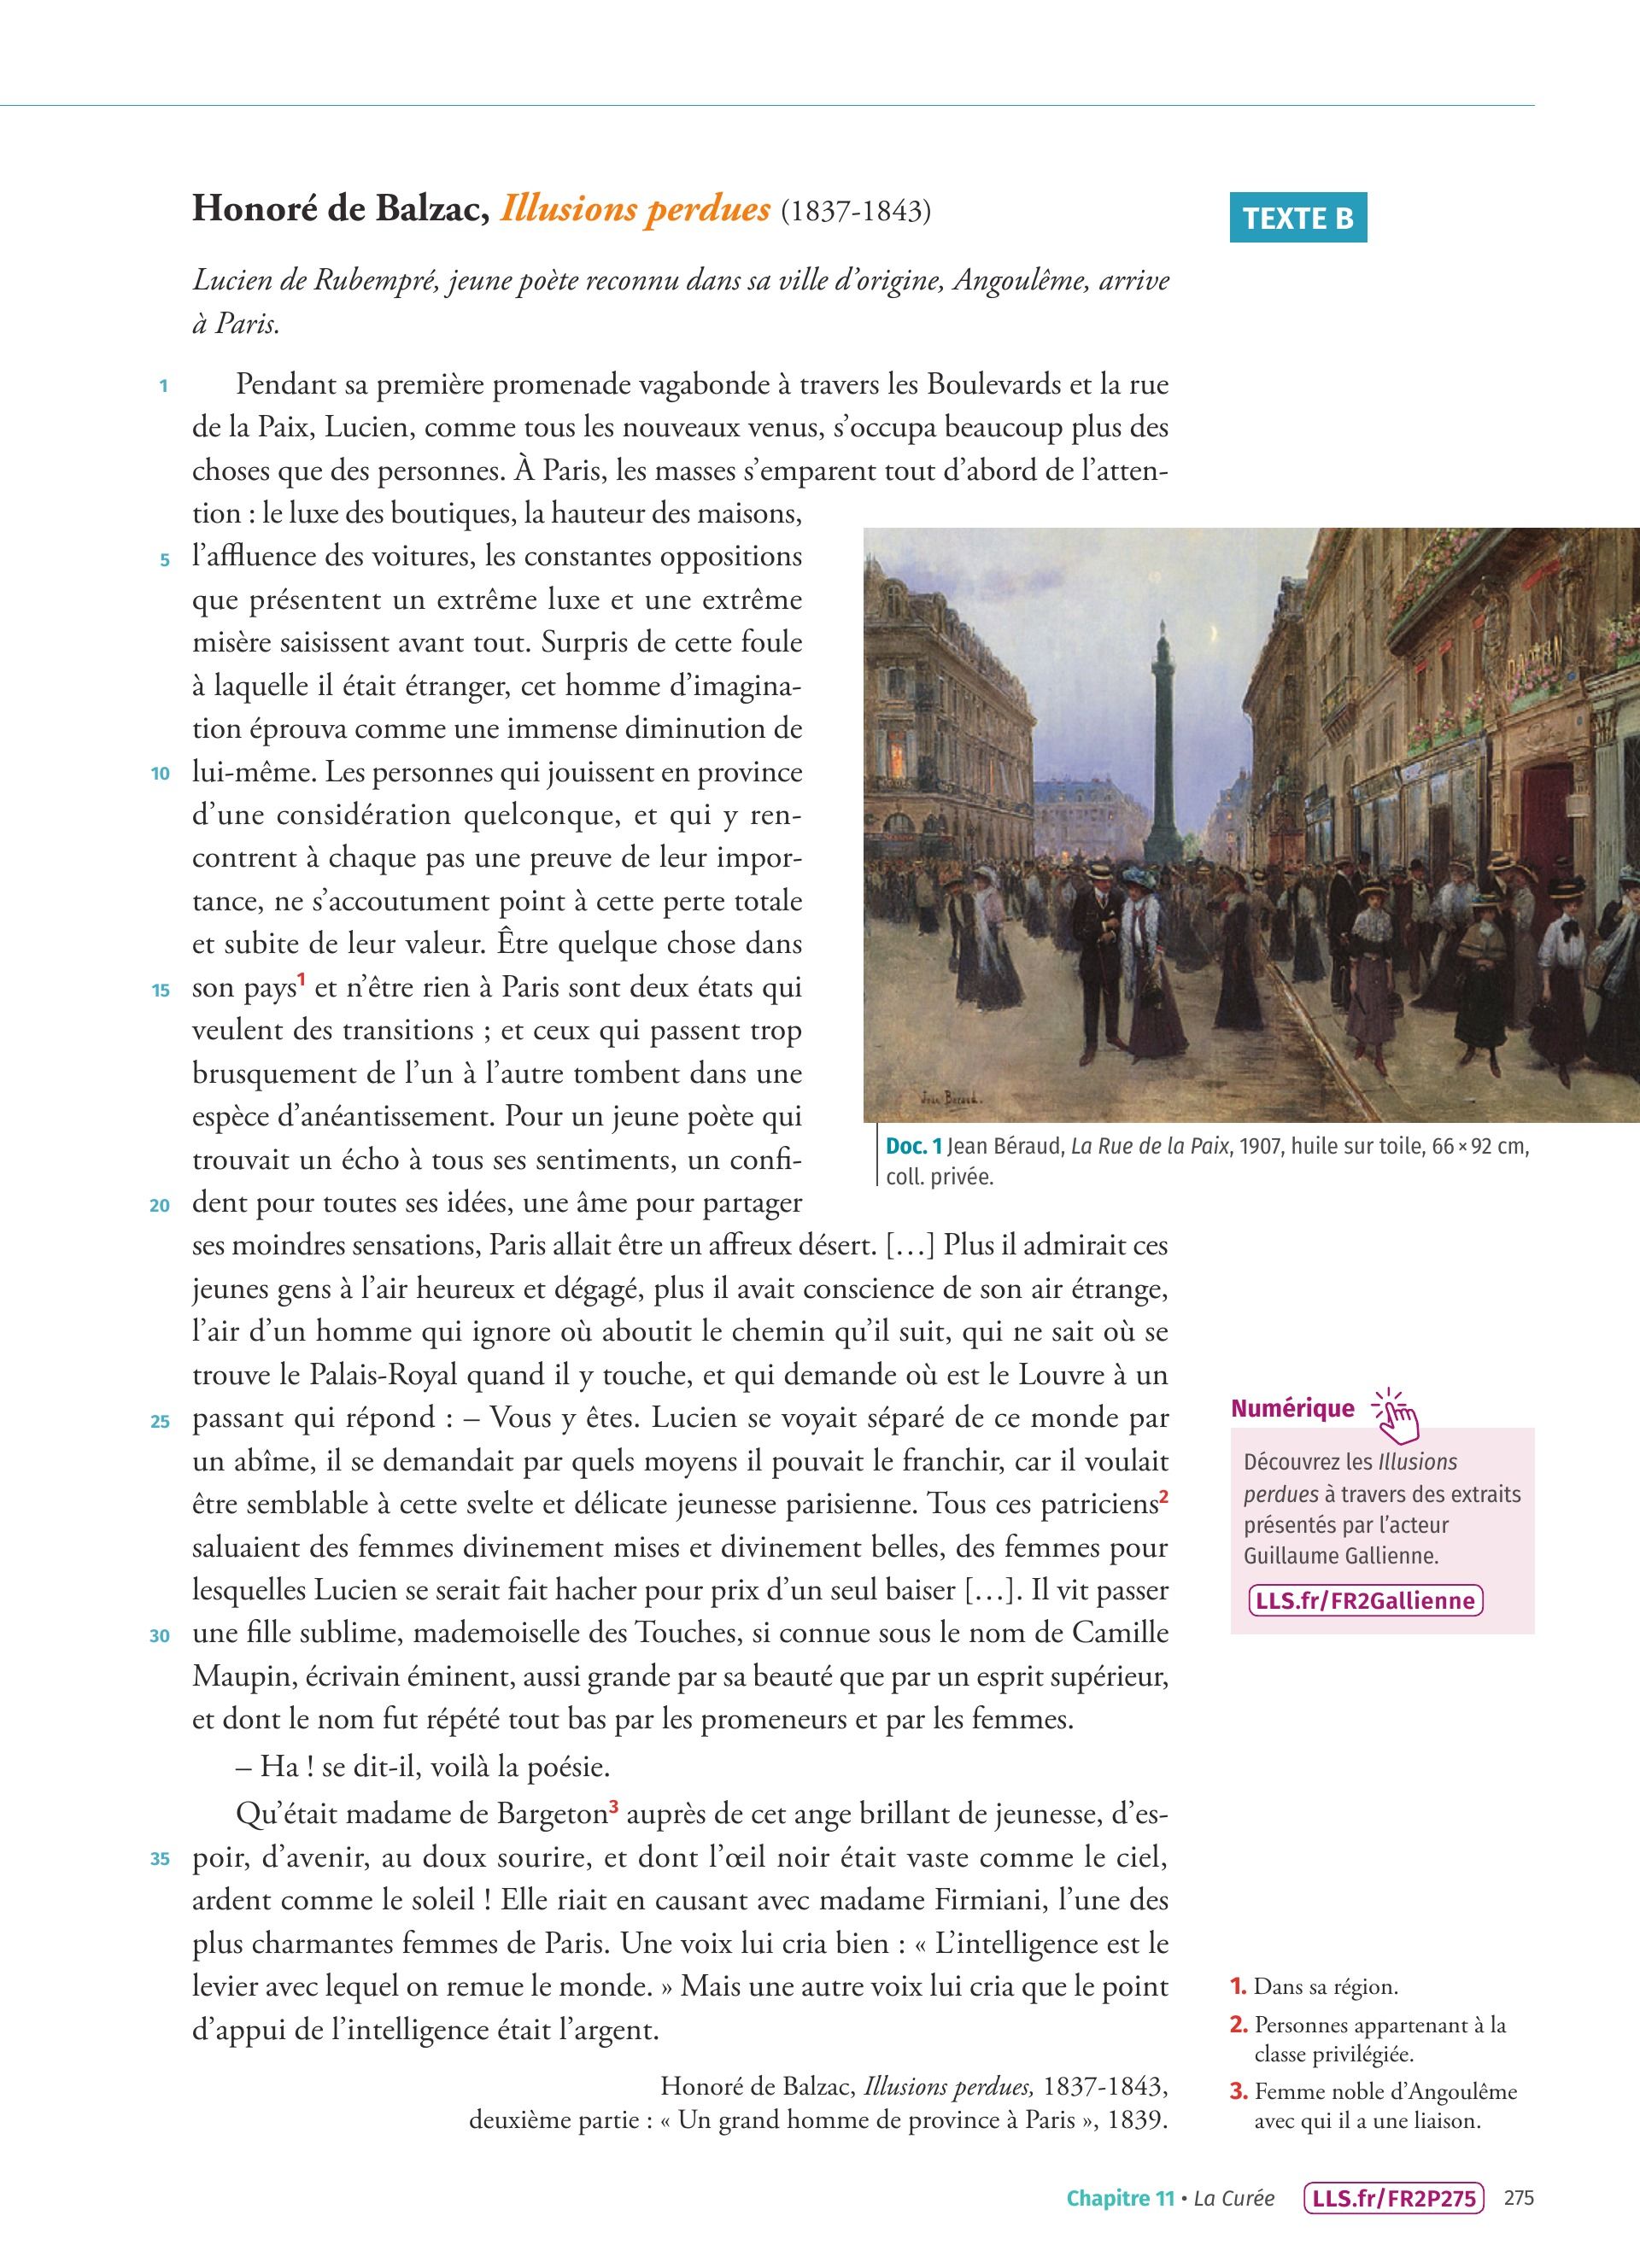 Honoré de Balzac, Illusions perdues (1837-1843)
TEXTE B
Lucien de Rubempré, jeune poète reconnu dans sa ville d'origine, Angoulême, arrive
à Paris.
1 Pendant sa première promenade vagabonde à travers les Boulevards et la rue
de la Paix, Lucien, comme tous les nouveaux venus, s'occupa beaucoup plus des
choses que des personnes. À Paris, les masses s'emparent tout d'abord de l'atten-
tion : le luxe des boutiques, la hauteur des maisons,
5 l'affluence des voitures, les constantes oppositions
que présentent un extrême luxe et une extrême
misère saisissent avant tout. Surpris de cette foule
à laquelle il était étranger, cet homme d'imagina-
tion éprouva comme une immense diminution de
10 lui-même. Les personnes qui jouissent en province
d'une considération quelconque, et qui y ren-
contrent à chaque pas une preuve de leur impor-
tance, ne s'accoutument point à cette perte totale
et subite de leur valeur. Être quelque chose dans
15 son pays1 et n'être rien à Paris sont deux états qui
veulent des transitions ; et ceux qui passent trop
brusquement de l'un à l'autre tombent dans une
espèce d'anéantissement. Pour un jeune poète qui
trouvait un écho à tous ses sentiments, un confi-
20 dent pour toutes ses idées, une âme pour partager
ses moindres sensations, Paris allait être un affreux désert. […] Plus il admirait ces
jeunes gens à l'air heureux et dégagé, plus il avait conscience de son air étrange,
l'air d'un homme qui ignore où aboutit le chemin qu'il suit, qui ne sait où se
trouve le Palais-Royal quand il y touche, et qui demande où est le Louvre à un
25 passant qui répond : – Vous y êtes. Lucien se voyait séparé de ce monde par
un abîme, il se demandait par quels moyens il pouvait le franchir, car il voulait
être semblable à cette svelte et délicate jeunesse parisienne. Tous ces patriciens2
saluaient des femmes divinement mises et divinement belles, des femmes pour
lesquelles Lucien se serait fait hacher pour prix d'un seul baiser […]. Il vit passer
30 une fille sublime, mademoiselle des Touches, si connue sous le nom de Camille
Maupin, écrivain éminent, aussi grande par sa beauté que par un esprit supérieur,
et dont le nom fut répété tout bas par les promeneurs et par les femmes.
– Ha ! se dit-il, voilà la poésie.
Qu'était madame de Bargeton3 auprès de cet ange brillant de jeunesse, d'es-
35 poir, d'avenir, au doux sourire, et dont l'œil noir était vaste comme le ciel,
ardent comme le soleil ! Elle riait en causant avec madame Firmiani, l'une des
plus charmantes femmes de Paris. Une voix lui cria bien : « L'intelligence est le
levier avec lequel on remue le monde. » Mais une autre voix lui cria que le point
d'appui de l'intelligence était l'argent.
Honoré de Balzac, Illusions perdues, 1837-1843,
deuxième partie : « Un grand homme de province à Paris », 1839.
Jean Béraud.
Doc. 1 Jean Béraud, La Rue de la Paix, 1907, huile sur toile, 66 × 92 cm,
coll. privée.
Numérique
Découvrez les Illusions
perdues à travers des extraits
présentés par l'acteur
Guillaume Gallienne.
LLS.fr/FR2Gallienne
1. Dans sa région.
2. Personnes appartenant à la
classe privilégiée.
3. Femme noble d'Angoulême
avec qui il a une liaison.
Chapitre 11 • La Curée LLS.fr/FR2P275 275